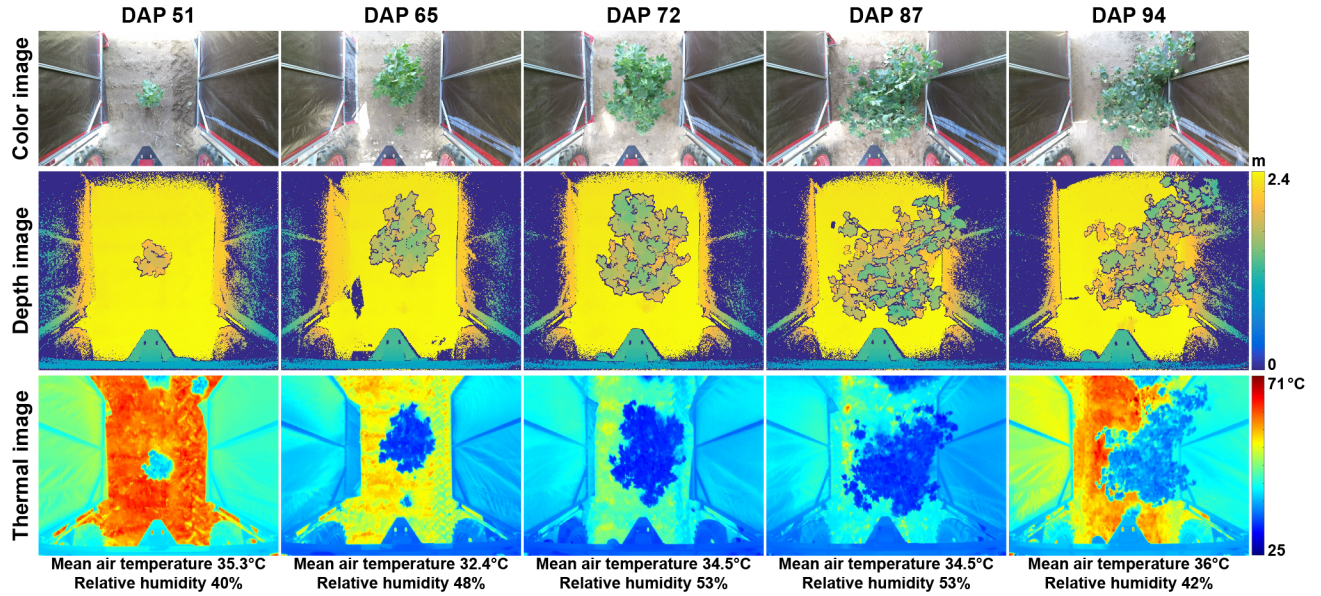 DAP 51
DAP 65
DAP 72
DAP 87
DAP 94
Color image
Depth image
m
2.4
0
Thermal image
71 °C
25
Mean air temperature 35.3°C
Relative humidity 40%
Mean air temperature 32.4°C
Relative humidity 48%
Mean air temperature 34.5°C
Relative humidity 53%
Mean air temperature 34.5°C
Relative humidity 53%
Mean air temperature 36°C
Relative humidity 42%